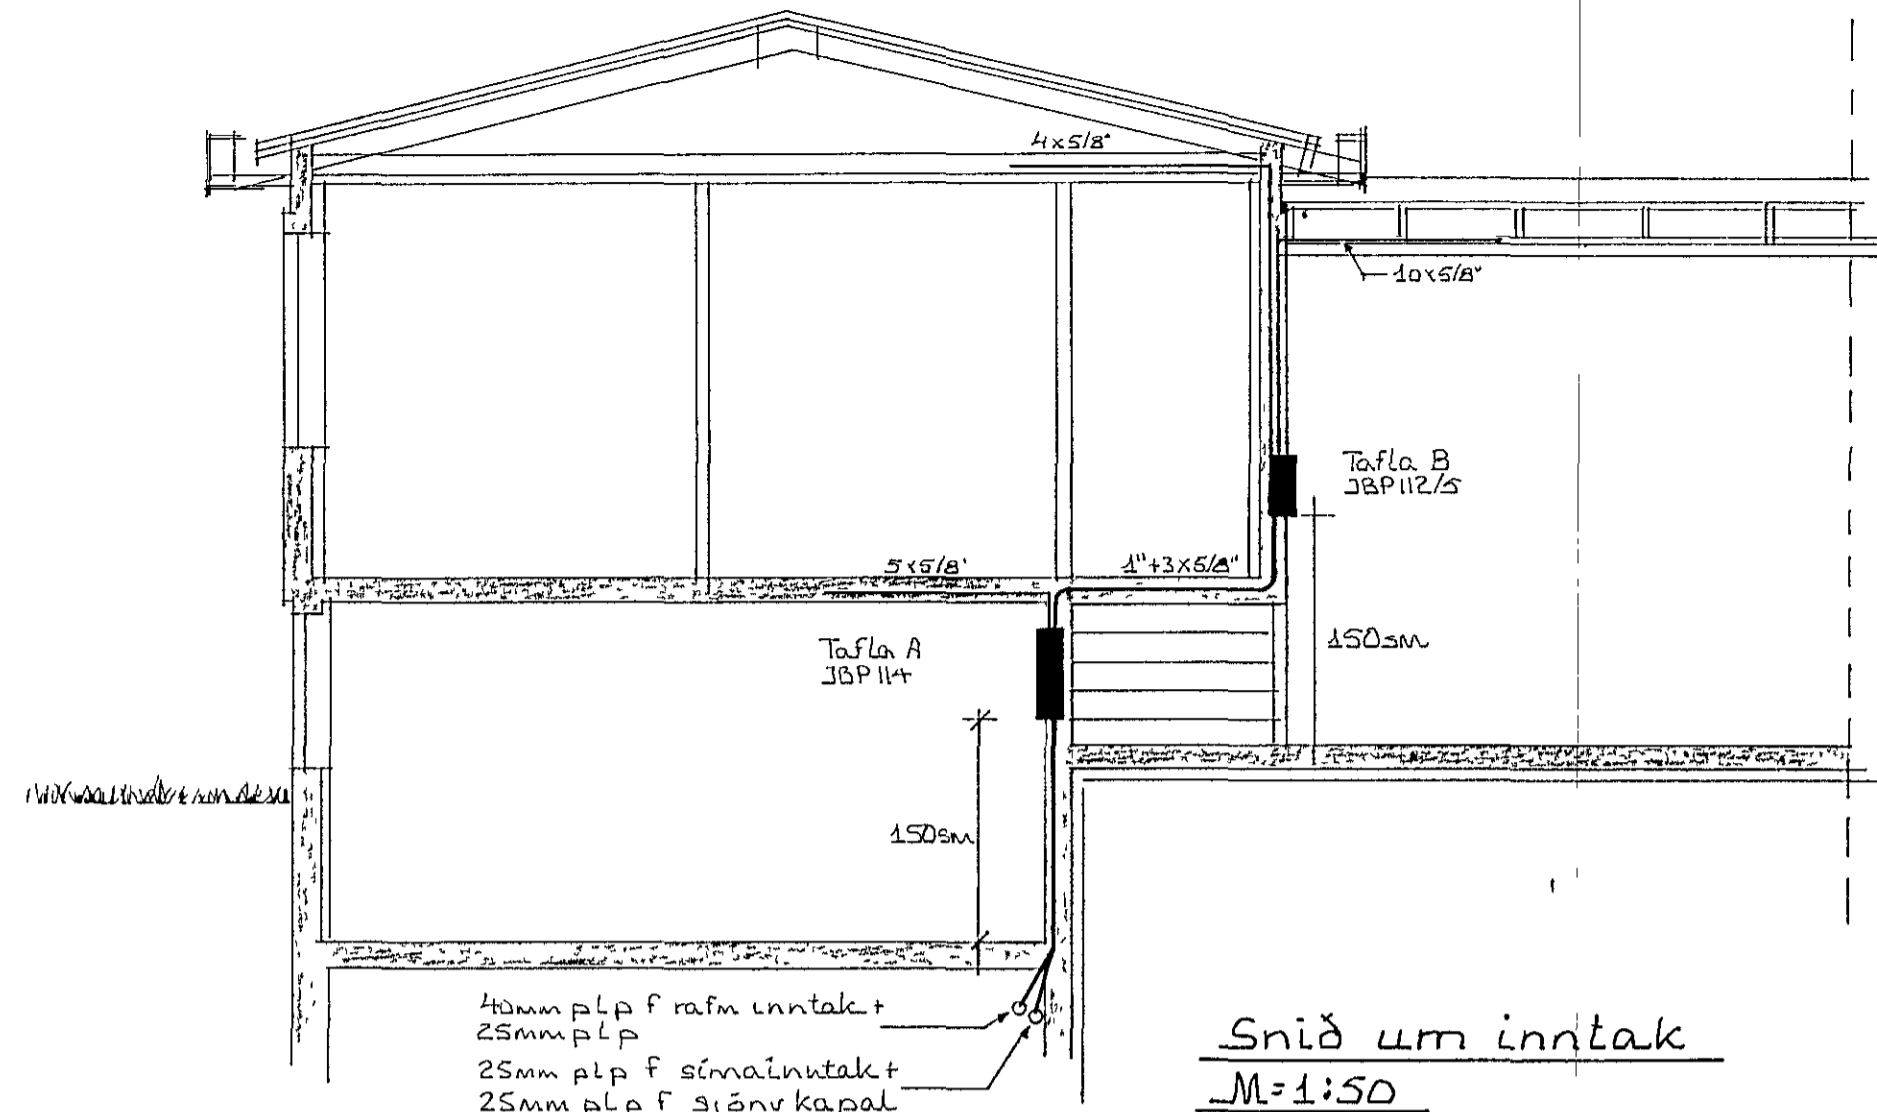 4x5/8"
10x5/8"
Tafla B
JBP112/5
5x5/8"
1"+3x5/8"
Tafla A
JBP114
150sm
150sm
40mm plp f rafm inntak +
25mm plp
25mm plp f símainntak +
25mm plp f sjónv kapal
Snið um inntak
M=1:50